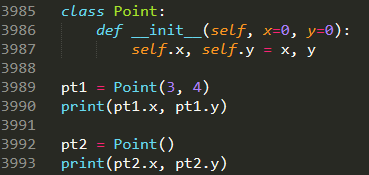 3985 class Point:
3986     def __init__(self, x=0, y=0):
3987         self.x, self.y = x, y
3988
3989 pt1 = Point(3, 4)
3990 print(pt1.x, pt1.y)
3991
3992 pt2 = Point()
3993 print(pt2.x, pt2.y)